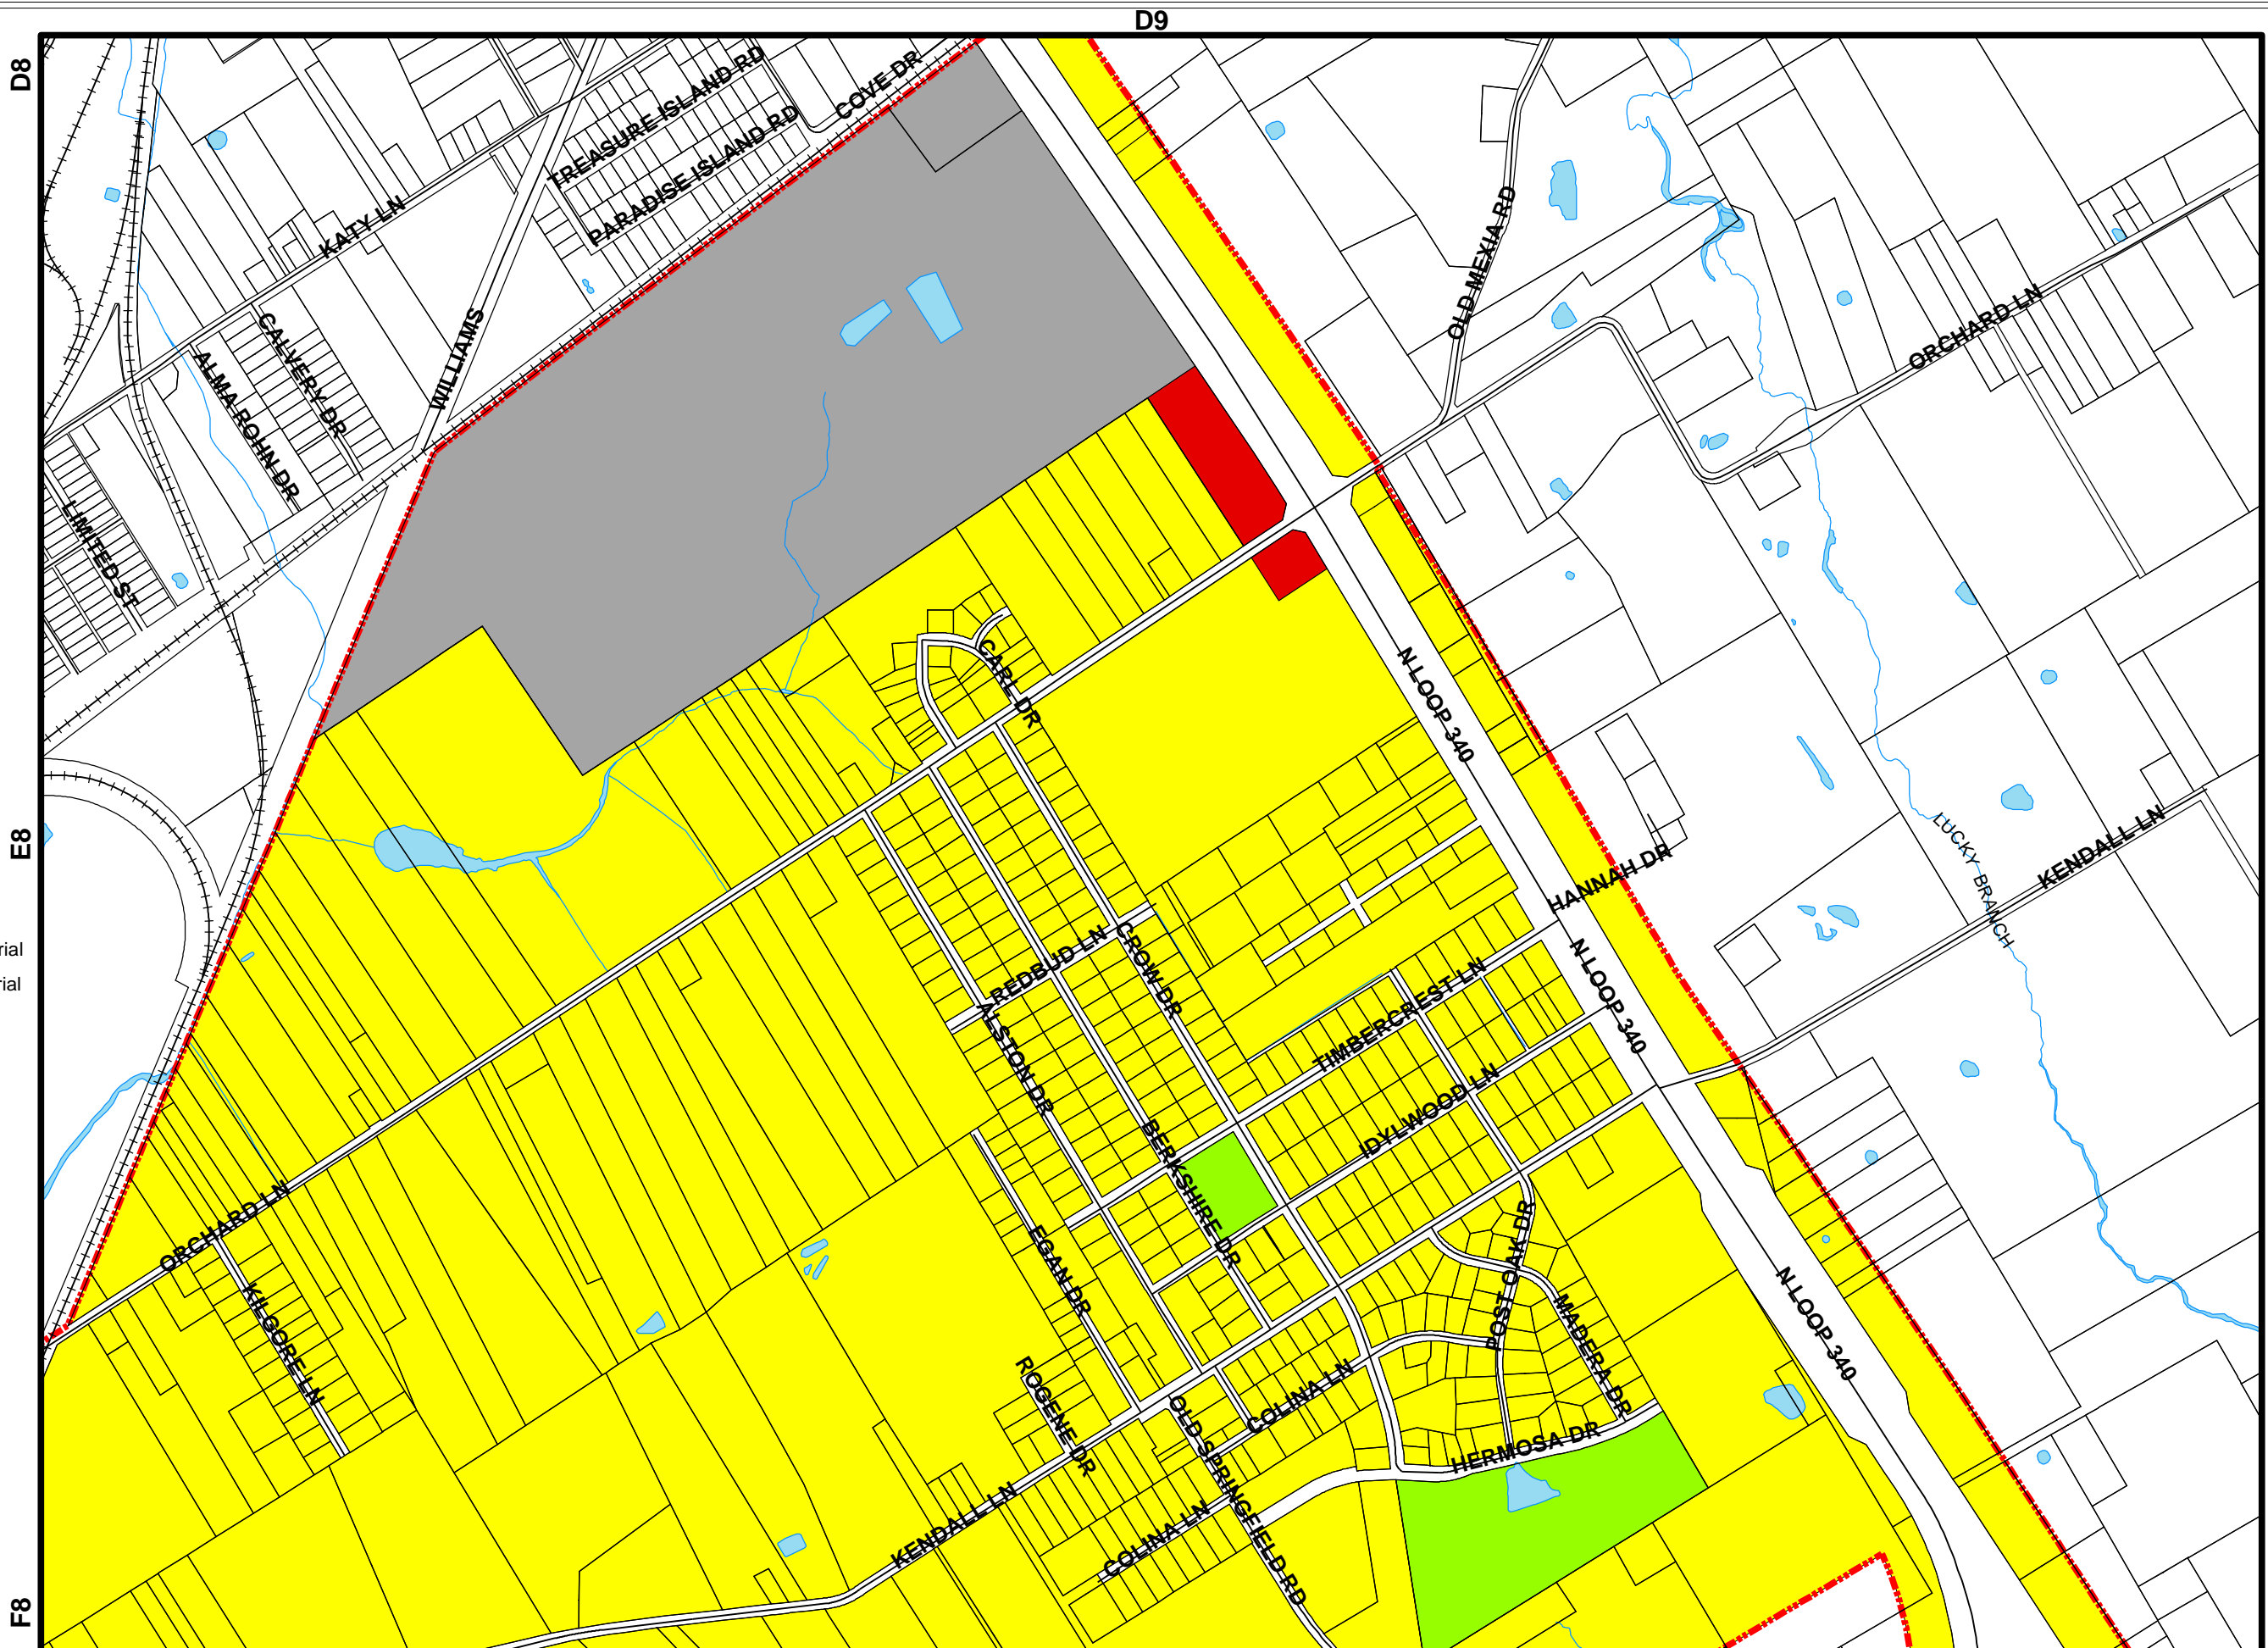 D9
D8
E8
F8
TREASURE ISLAND RD
COVE DR
PARADISE ISLAND RD
KATY LN
WILLIAMS
CALVERY DR
ALMA ROHN DR
LIMITED ST
OLD MEXIA RD
ORCHARD LN
CARL DR
N LOOP 340
HANNAH DR
LUCKY BRANCH
KENDALL LN
rial
rial
REDBUD LN
CROW DR
N LOOP 340
TIMBERCREST LN
ALSTON DR
IDYLWOOD LN
BERKSHIRE DR
ORCHARD LN
EGAN DR
POST OAK DR
KILGORE LN
MADERA DR
N LOOP 340
ROGENE DR
COLINA LN
OLD SPRINGFIELD RD
HERMOSA DR
KENDALL LN
COLINA LN